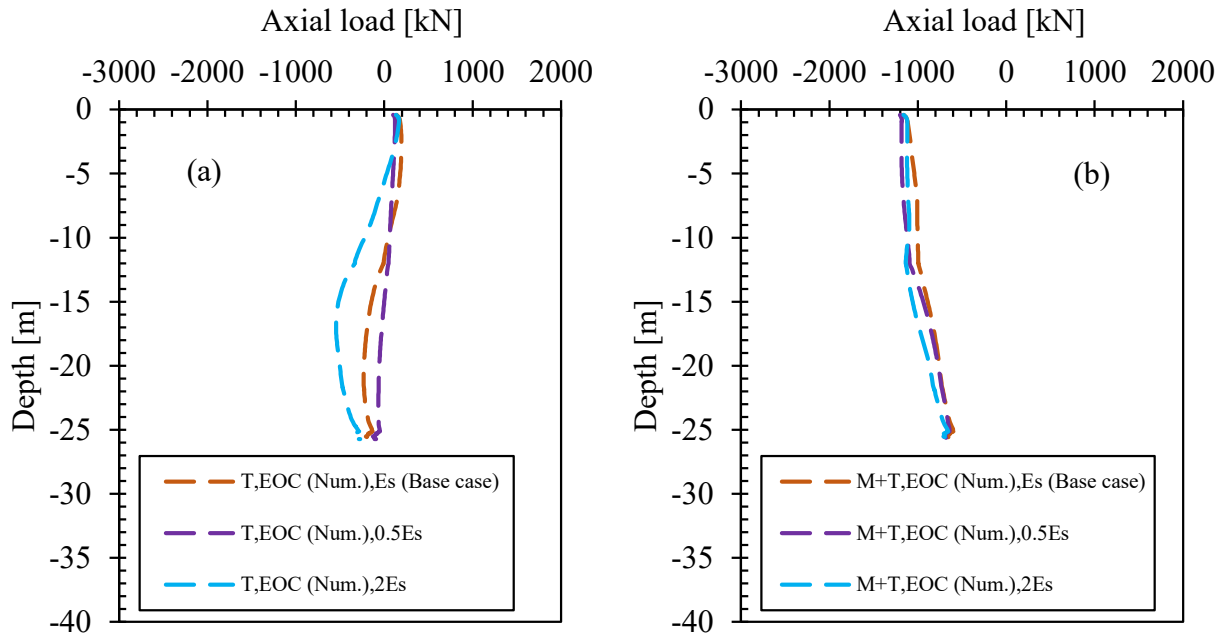 Axial load [kN]
-3000 -2000 -1000 0 1000 2000
0
-5
-10
-15
-20
-25
-30
-35
-40
Depth [m]
(a)
T,EOC (Num.),Es (Base case)
T,EOC (Num.),0.5Es
T,EOC (Num.),2Es
Axial load [kN]
-3000 -2000 -1000 0 1000 2000
0
-5
-10
-15
-20
-25
-30
-35
-40
Depth [m]
(b)
M+T,EOC (Num.),Es (Base case)
M+T,EOC (Num.),0.5Es
M+T,EOC (Num.),2Es